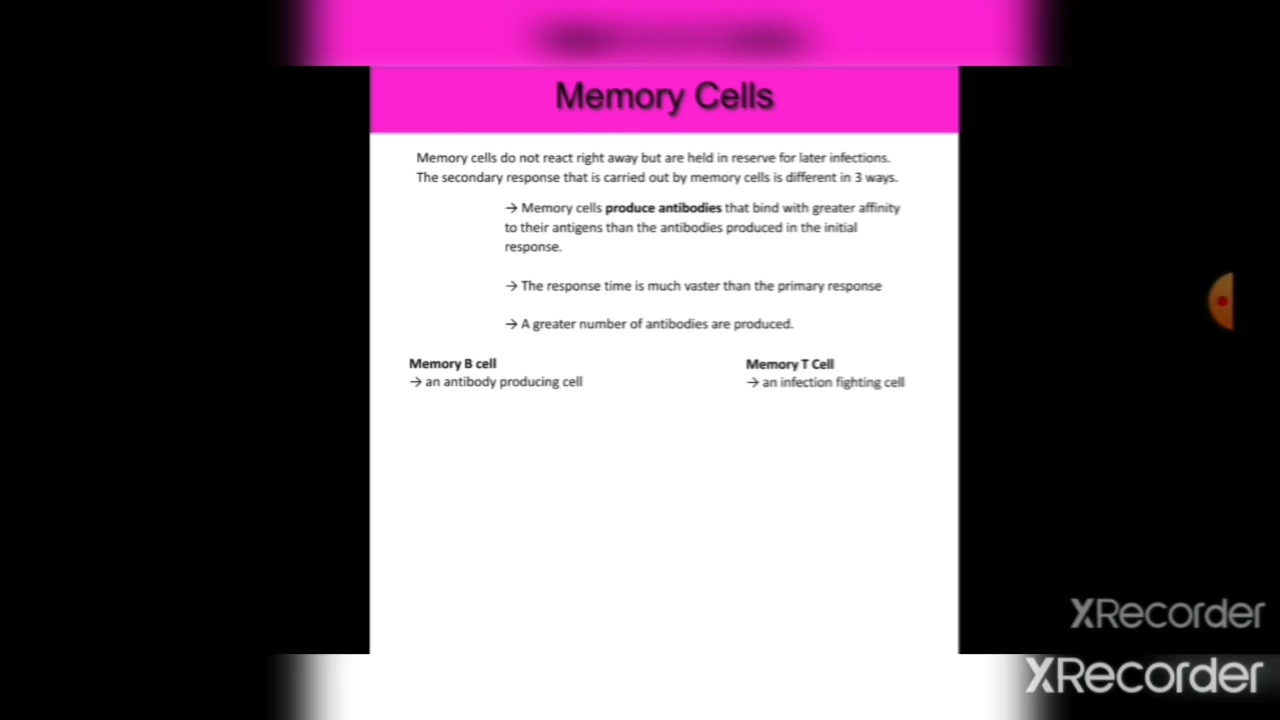 Memory Cells
Memory cells do not react right away but are held in reserve for later infections.
The secondary response that is carried out by memory cells is different in 3 ways.
→ Memory cells produce antibodies that bind with greater affinity
to their antigens than the antibodies produced in the initial
response.
→ The response time is much vaster than the primary response
→ A greater number of antibodies are produced.
Memory B cell
→ an antibody producing cell
Memory T Cell
→ an infection fighting cell
XRecorder
XRecorder